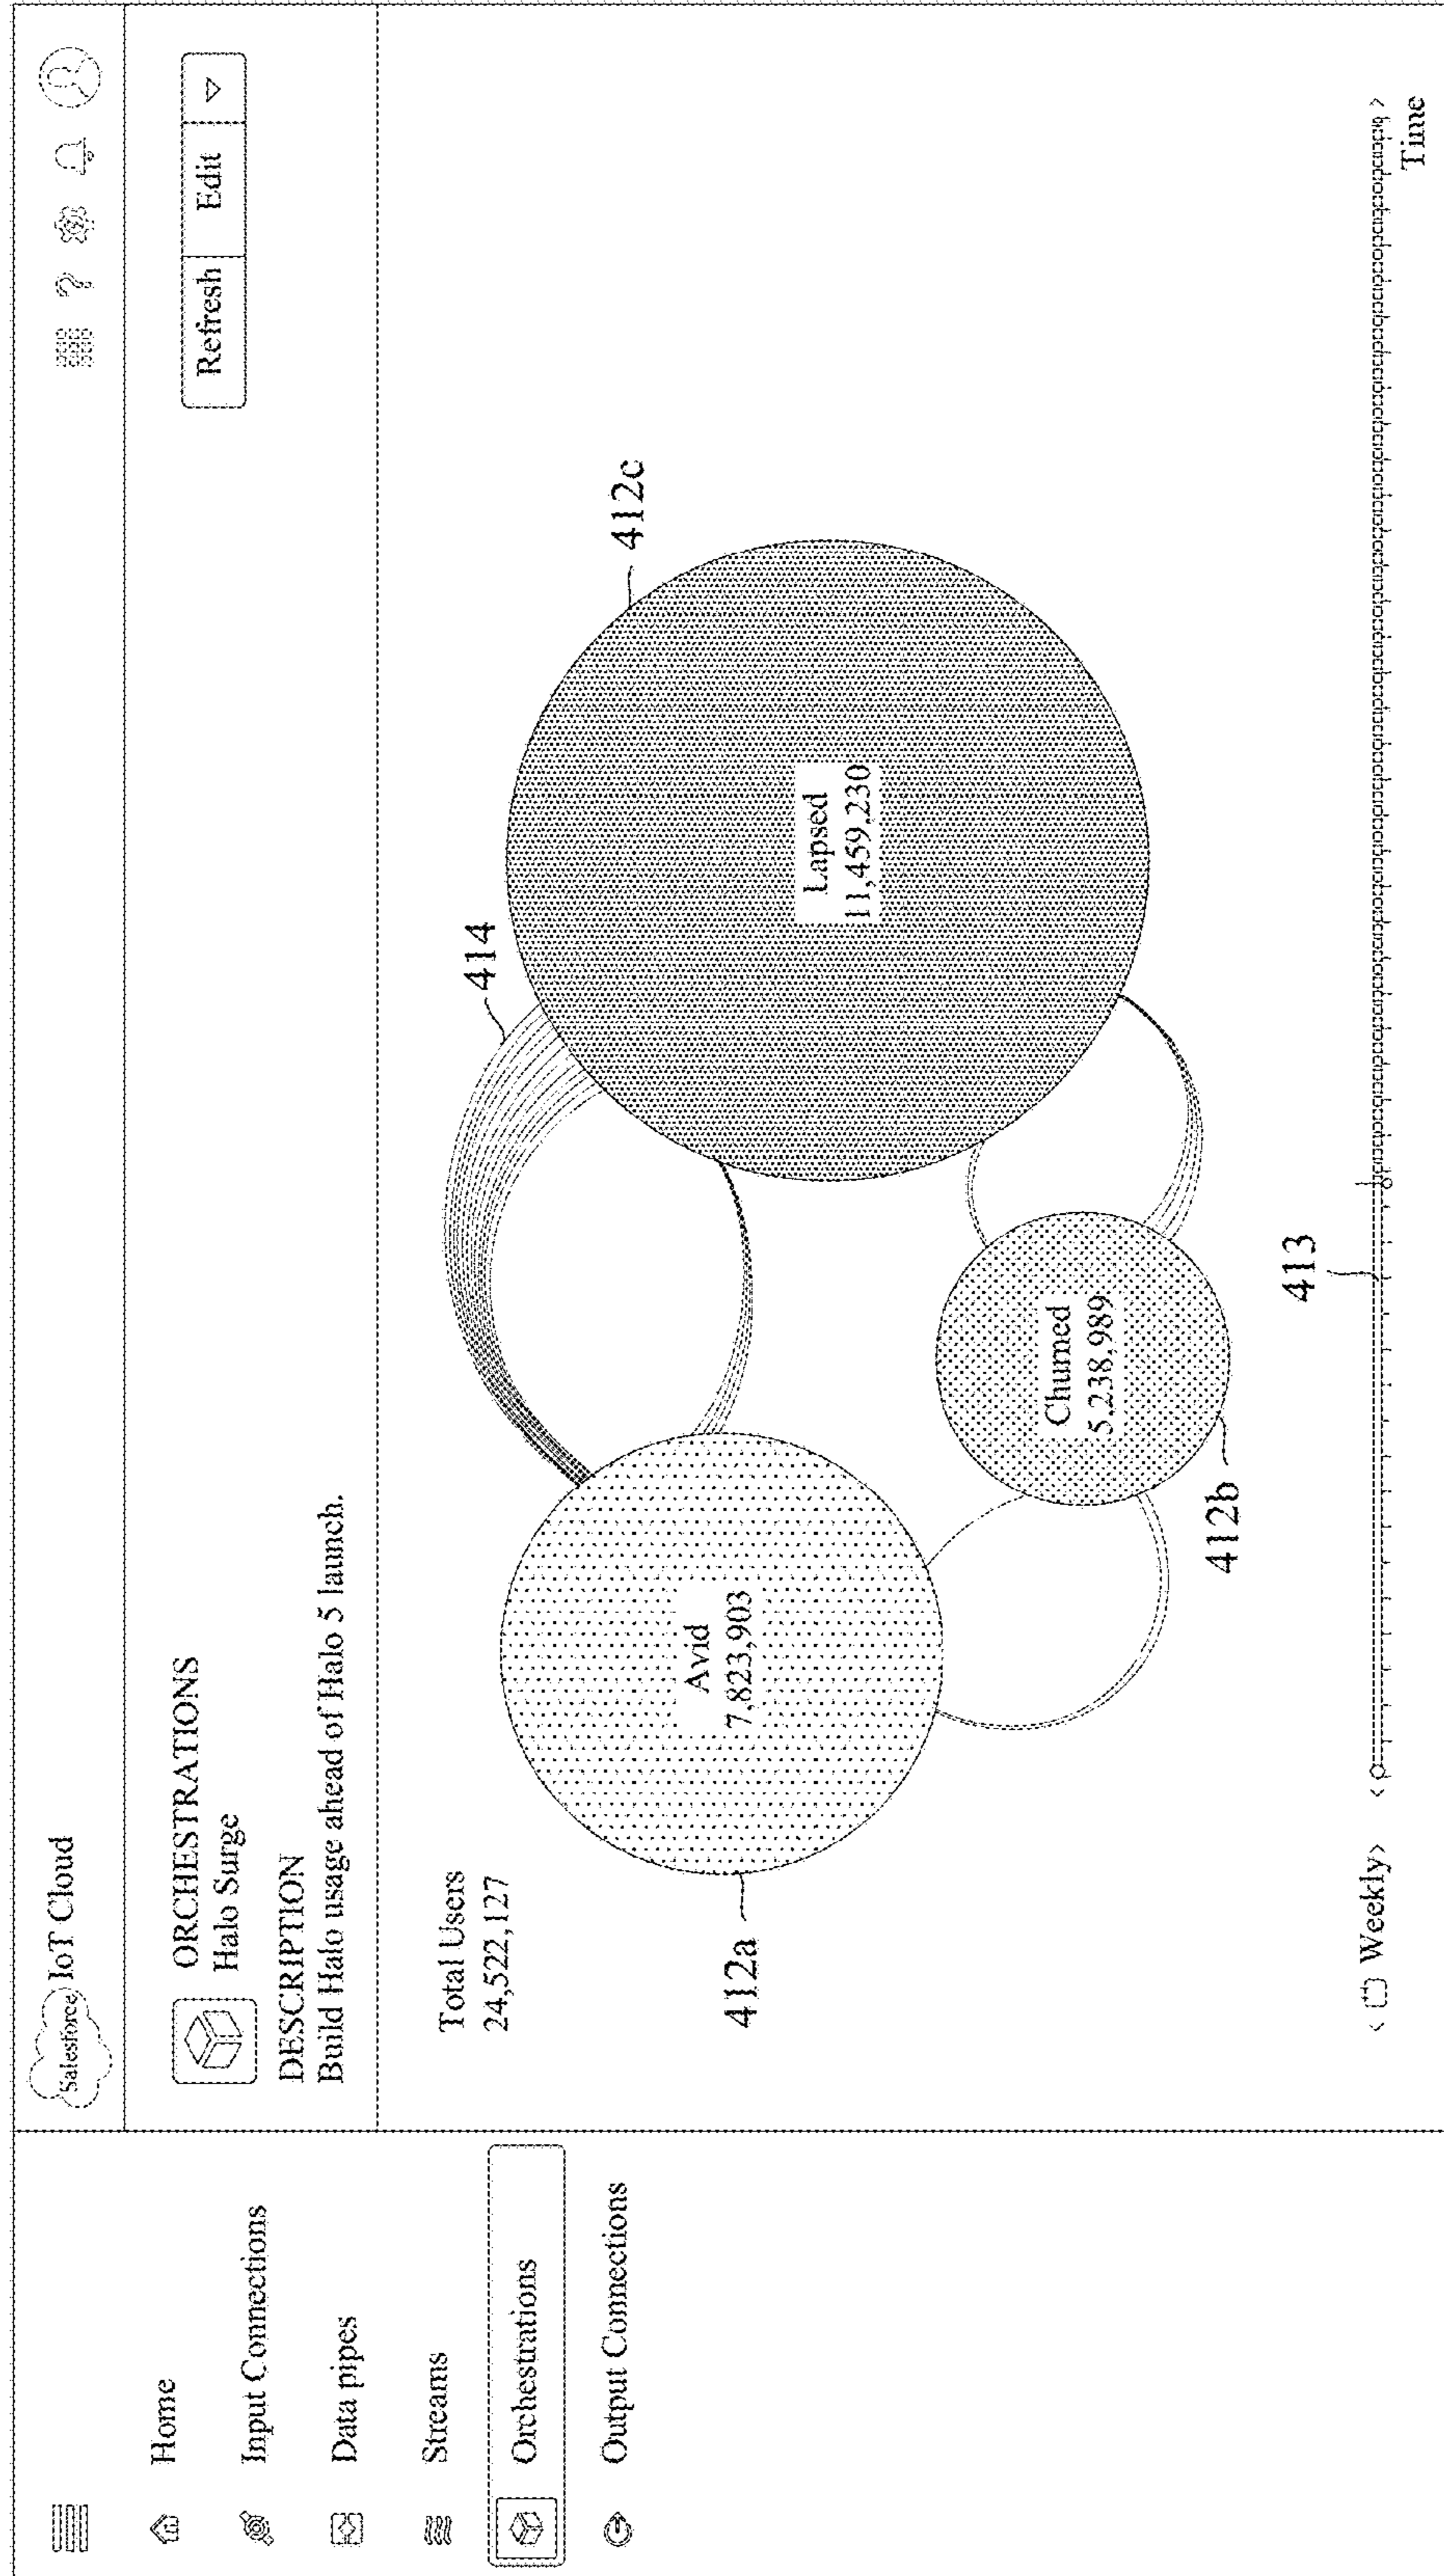 Home
Input Connections
Data pipes
Streams
Orchestrations
Output Connections
Salesforce IoT Cloud
?
ORCHESTRATIONS
Halo Surge
DESCRIPTION
Build Halo usage ahead of Halo 5 launch.
Refresh Edit
Total Users
24,522,127
412a
Avid
7,823,903
414
412c
Lapsed
11,459,230
Churned
5,238,989
412b
413
< Weekly> < >
Time